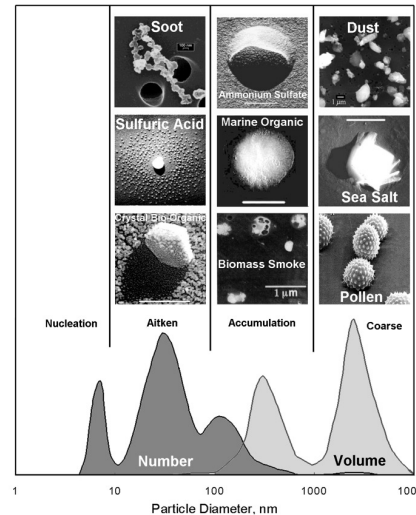 Soot
Ammonium Sulfate
Dust
1 µm
Sulfuric Acid
Marine Organic
Sea Salt
Crystal Bio-Organic
Biomass Smoke
1 µm
Pollen
Nucleation
Aitken
Accumulation
Coarse
Number
Volume
1
10
100
1000
100
Particle Diameter, nm